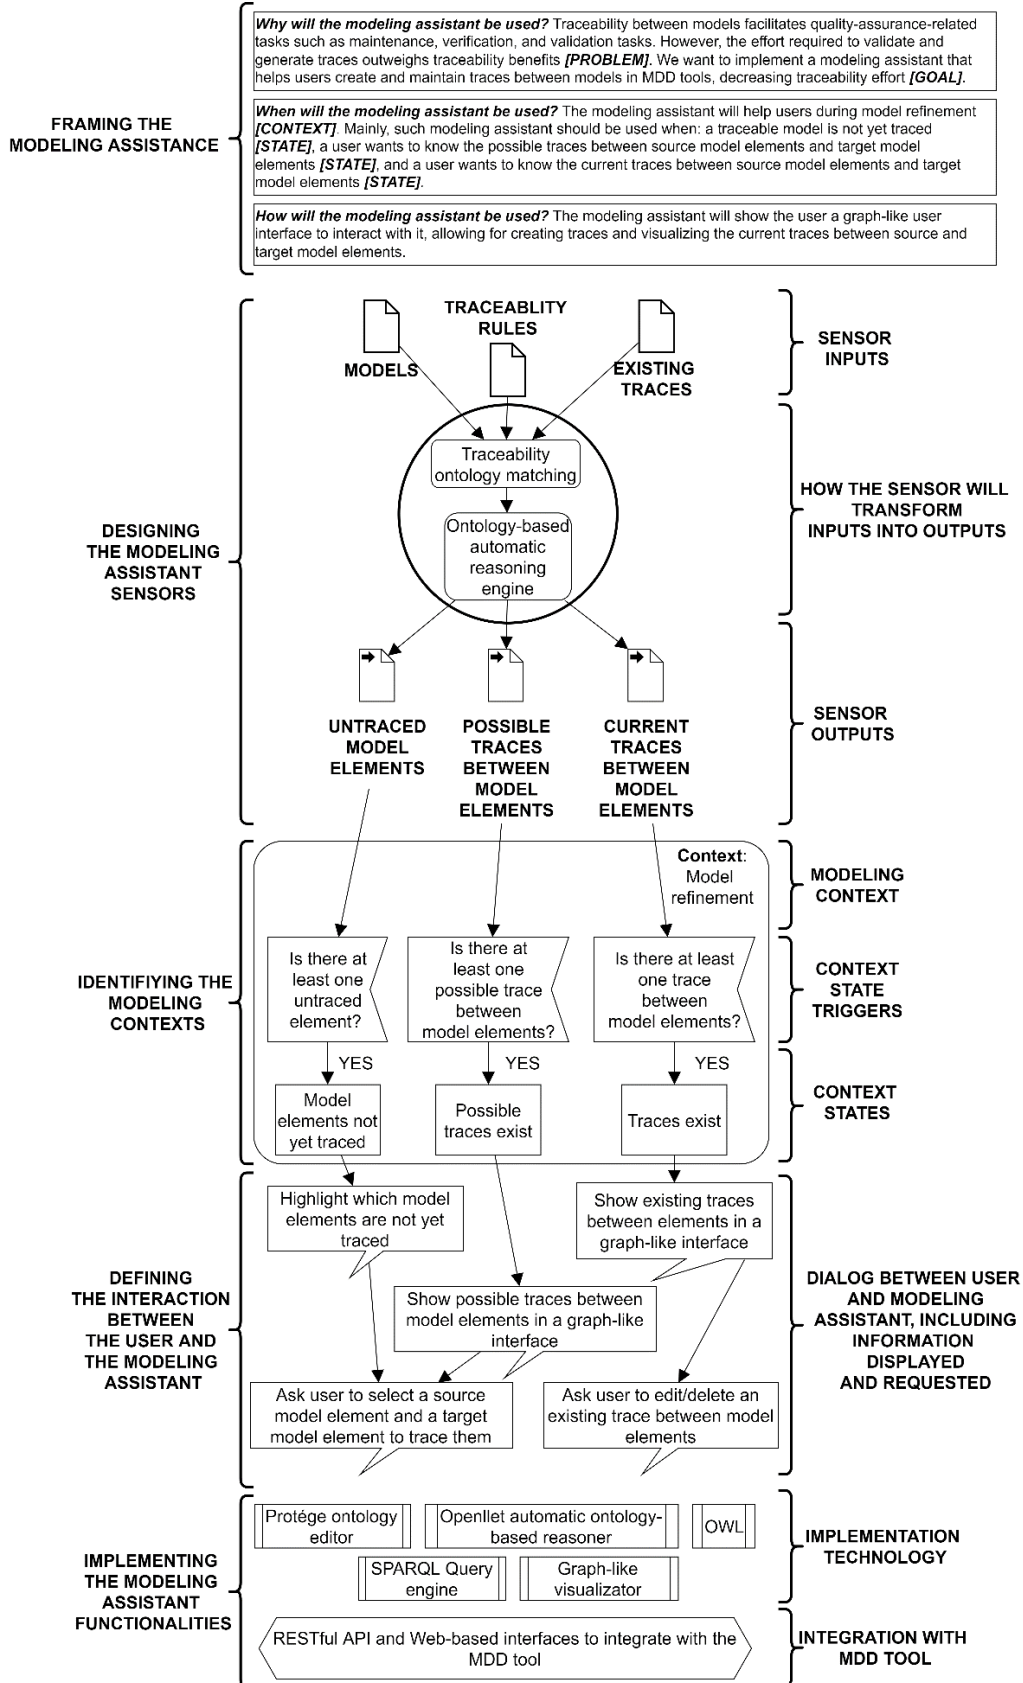 Why will the modeling assistant be used? Traceability between models facilitates quality-assurance-related
tasks such as maintenance, verification, and validation tasks. However, the effort required to validate and
generate traces outweighs traceability benefits [PROBLEM]. We want to implement a modeling assistant that
helps users create and maintain traces between models in MDD tools, decreasing traceability effort [GOAL].
FRAMING THE
MODELING ASSISTANCE
When will the modeling assistant be used? The modeling assistant will help users during model refinement
[CONTEXT]. Mainly, such modeling assistant should be used when: a traceable model is not yet traced
[STATE], a user wants to know the possible traces between source model elements and target model
elements [STATE], and a user wants to know the current traces between source model elements and target
model elements [STATE].
How will the modeling assistant be used? The modeling assistant will show the user a graph-like user
interface to interact with it, allowing for creating traces and visualizing the current traces between source and
target model elements.
DESIGNING
THE MODELING
ASSISTANT
SENSORS
MODELS
TRACEABLITY
RULES
EXISTING
TRACES
SENSOR
INPUTS
Traceability
ontology matching
Ontology-based
automatic
reasoning
engine
HOW THE SENSOR WILL
TRANSFORM
INPUTS INTO OUTPUTS
UNTRACED
MODEL
ELEMENTS
POSSIBLE
TRACES
BETWEEN
MODEL
ELEMENTS
CURRENT
TRACES
BETWEEN
MODEL
ELEMENTS
SENSOR
OUTPUTS
IDENTIFIYING THE
MODELING
CONTEXTS
Context:
Model
refinement
MODELING
CONTEXT
Is there at
least one
untraced
element?
Is there at
least one
possible trace
between
model elements?
Is there at least
one trace
between
model elements?
CONTEXT
STATE
TRIGGERS
YES
YES
YES
Model
elements not
yet traced
Possible
traces exist
Traces exist
CONTEXT
STATES
DEFINING
THE INTERACTION
BETWEEN
THE USER AND
THE MODELING
ASSISTANT
Highlight which model
elements are not yet
traced
Show existing traces
between elements in a
graph-like interface
Show possible traces between
model elements in a graph-like
interface
Ask user to select a source
model element and a target
model element to trace them
Ask user to edit/delete an
existing trace between model
elements
DIALOG BETWEEN USER
AND MODELING
ASSISTANT, INCLUDING
INFORMATION
DISPLAYED
AND REQUESTED
IMPLEMENTING
THE MODELING
ASSISTANT
FUNCTIONALITIES
Protége ontology
editor
Openllet automatic ontology-
based reasoner
OWL
SPARQL Query
engine
Graph-like
visualizator
IMPLEMENTATION
TECHNOLOGY
RESTful API and Web-based interfaces to integrate with the
MDD tool
INTEGRATION WITH
MDD TOOL